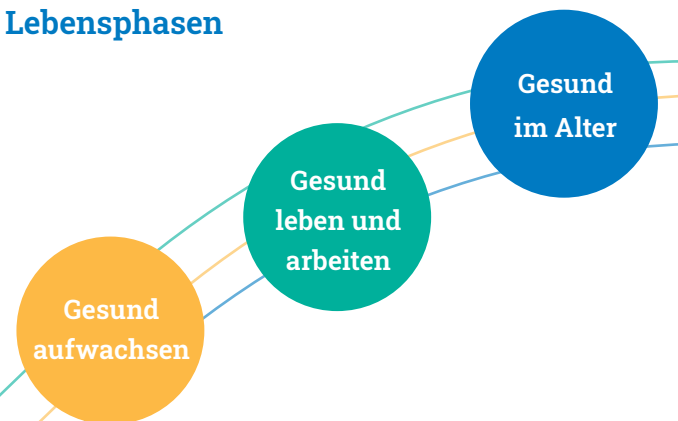 Lebensphasen
Gesund
im Alter
Gesund
leben und
arbeiten
Gesund
aufwachsen